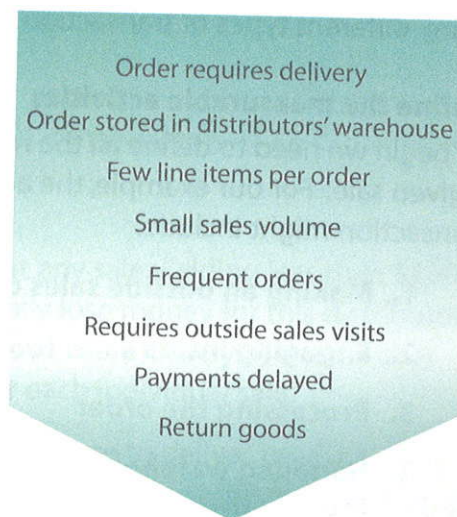 Order requires delivery
Order stored in distributors' warehouse
Few line items per order
Small sales volume
Frequent orders
Requires outside sales visits
Payments delayed
Return goods